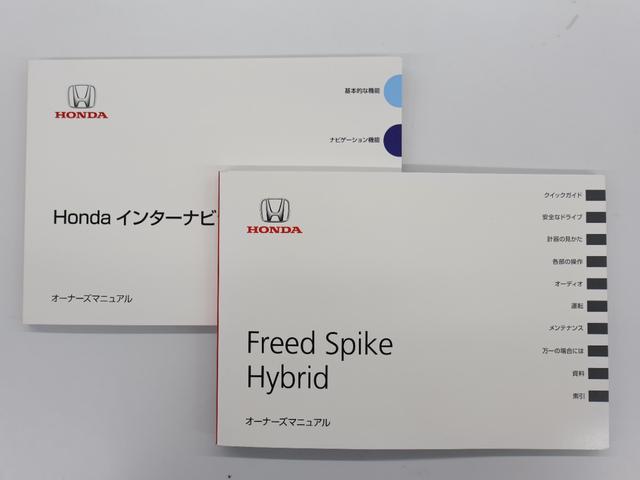 HONDA
基本的な機能
ナビゲーション機能
Honda インターナビ
オーナーズマニュアル
HONDA
クイックガイド
安全なドライブ
計器の見かた
各部の操作
オーディオ
運転
メンテナンス
万一の場合には
資料
索引
Freed Spike
Hybrid
オーナーズマニュアル